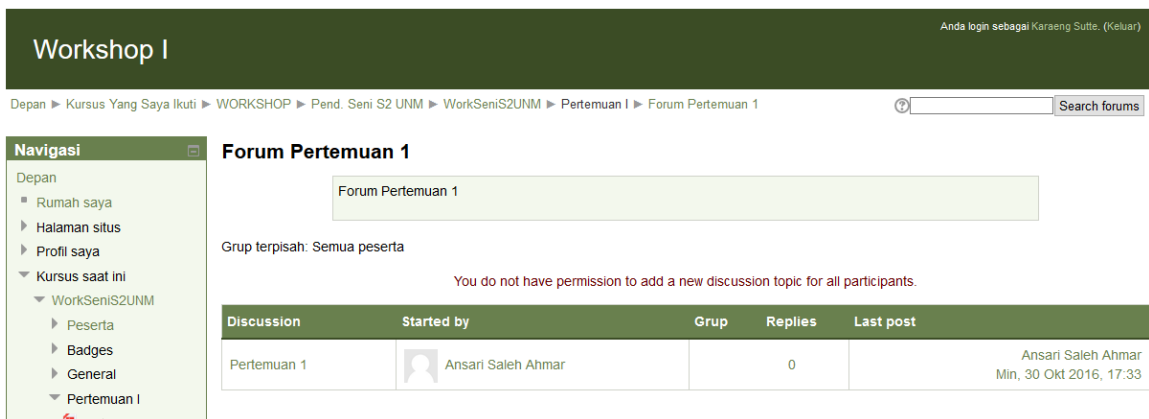 Anda login sebagai Karaeng Sutte. (Keluar)
Workshop I
Depan ► Kursus Yang Saya Ikuti ► WORKSHOP ► Pend. Seni S2 UNM ► WorkSeniS2UNM ► Pertemuan I ► Forum Pertemuan 1
Search forums
Navigasi
Depan
Rumah saya
Halaman situs
Profil saya
Kursus saat ini
WorkSeniS2UNM
Peserta
Badges
General
Pertemuan I
Forum Pertemuan 1
Forum Pertemuan 1
Grup terpisah: Semua peserta
You do not have permission to add a new discussion topic for all participants.
Discussion Started by Grup Replies Last post
Pertemuan 1 Ansari Saleh Ahmar 0 Ansari Saleh Ahmar
Min, 30 Okt 2016, 17:33